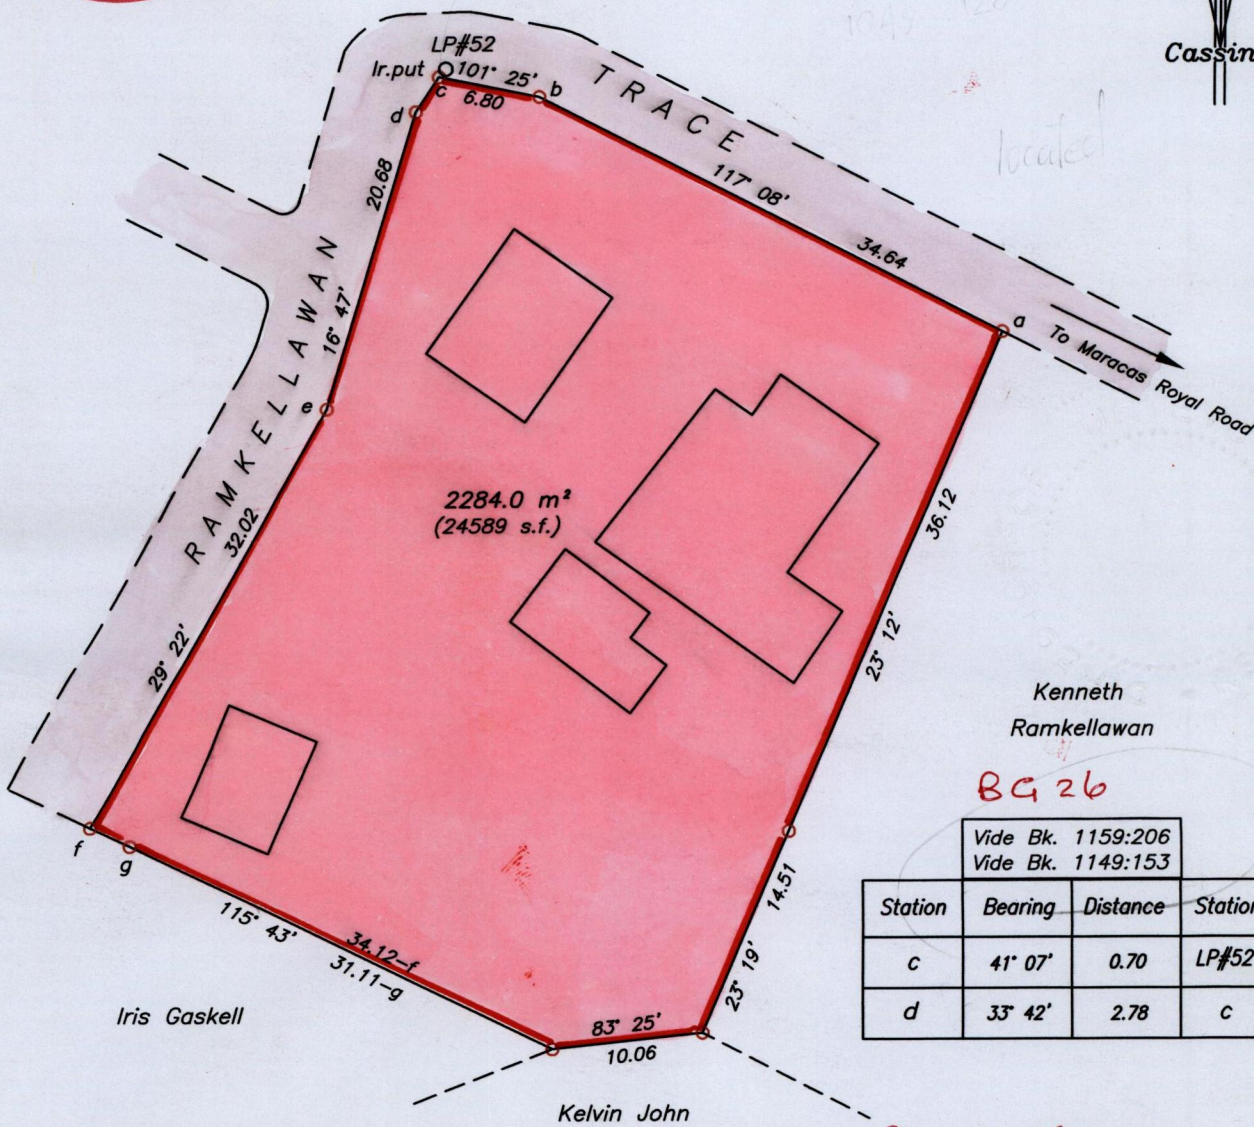 Cassin
located
LP#52
Ir.put
101° 25'
c
6.80
b
d
TRACE
117° 08'
34.64
a
To Maracas Royal Road
20.68
16° 47'
RAMKELLAWAN
e
32.02
29° 22'
2284.0 m²
(24589 s.f.)
36.12
23° 12'
Kenneth
Ramkellawan
BG 26
Vide Bk. 1159:206
Vide Bk. 1149:153
Station Bearing Distance Station
c 41° 07' 0.70 LP#52
d 33° 42' 2.78 c
14.51
23° 19'
f
g
115° 43'
34.12-f
31.11-g
83° 25'
10.06
Iris Gaskell
Kelvin John